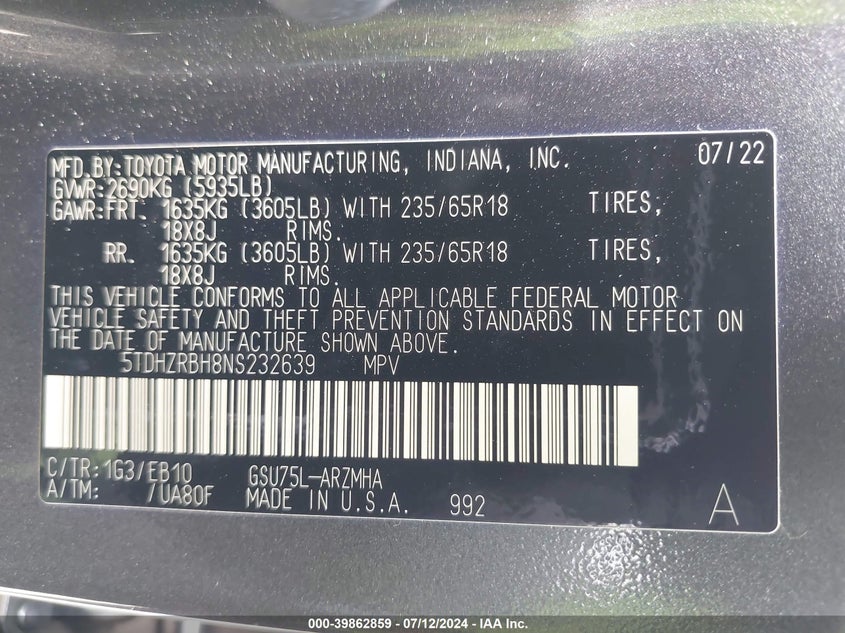 MFD.BY:TOYOTA MOTOR MANUFACTURING, INDIANA, INC. 07/22
GVWR:2690KG (5935LB)
GAWR:FRT. 1635KG (3605LB) WITH 235/65R18 TIRES,
18X8J RIMS.
RR. 1635KG (3605LB) WITH 235/65R18 TIRES,
18X8J RIMS.
THIS VEHICLE CONFORMS TO ALL APPLICABLE FEDERAL MOTOR
VEHICLE SAFETY AND THEFT PREVENTION STANDARDS IN EFFECT ON
THE DATE OF MANUFACTURE SHOWN ABOVE.
5TDHZRBH8NS232639 MPV
C/TR:1G3/EB10 GSU75L-ARZMHA
A/TM: /UA80F MADE IN U.S.A. 992 A
000-39862859 - 07/12/2024 - IAA Inc.